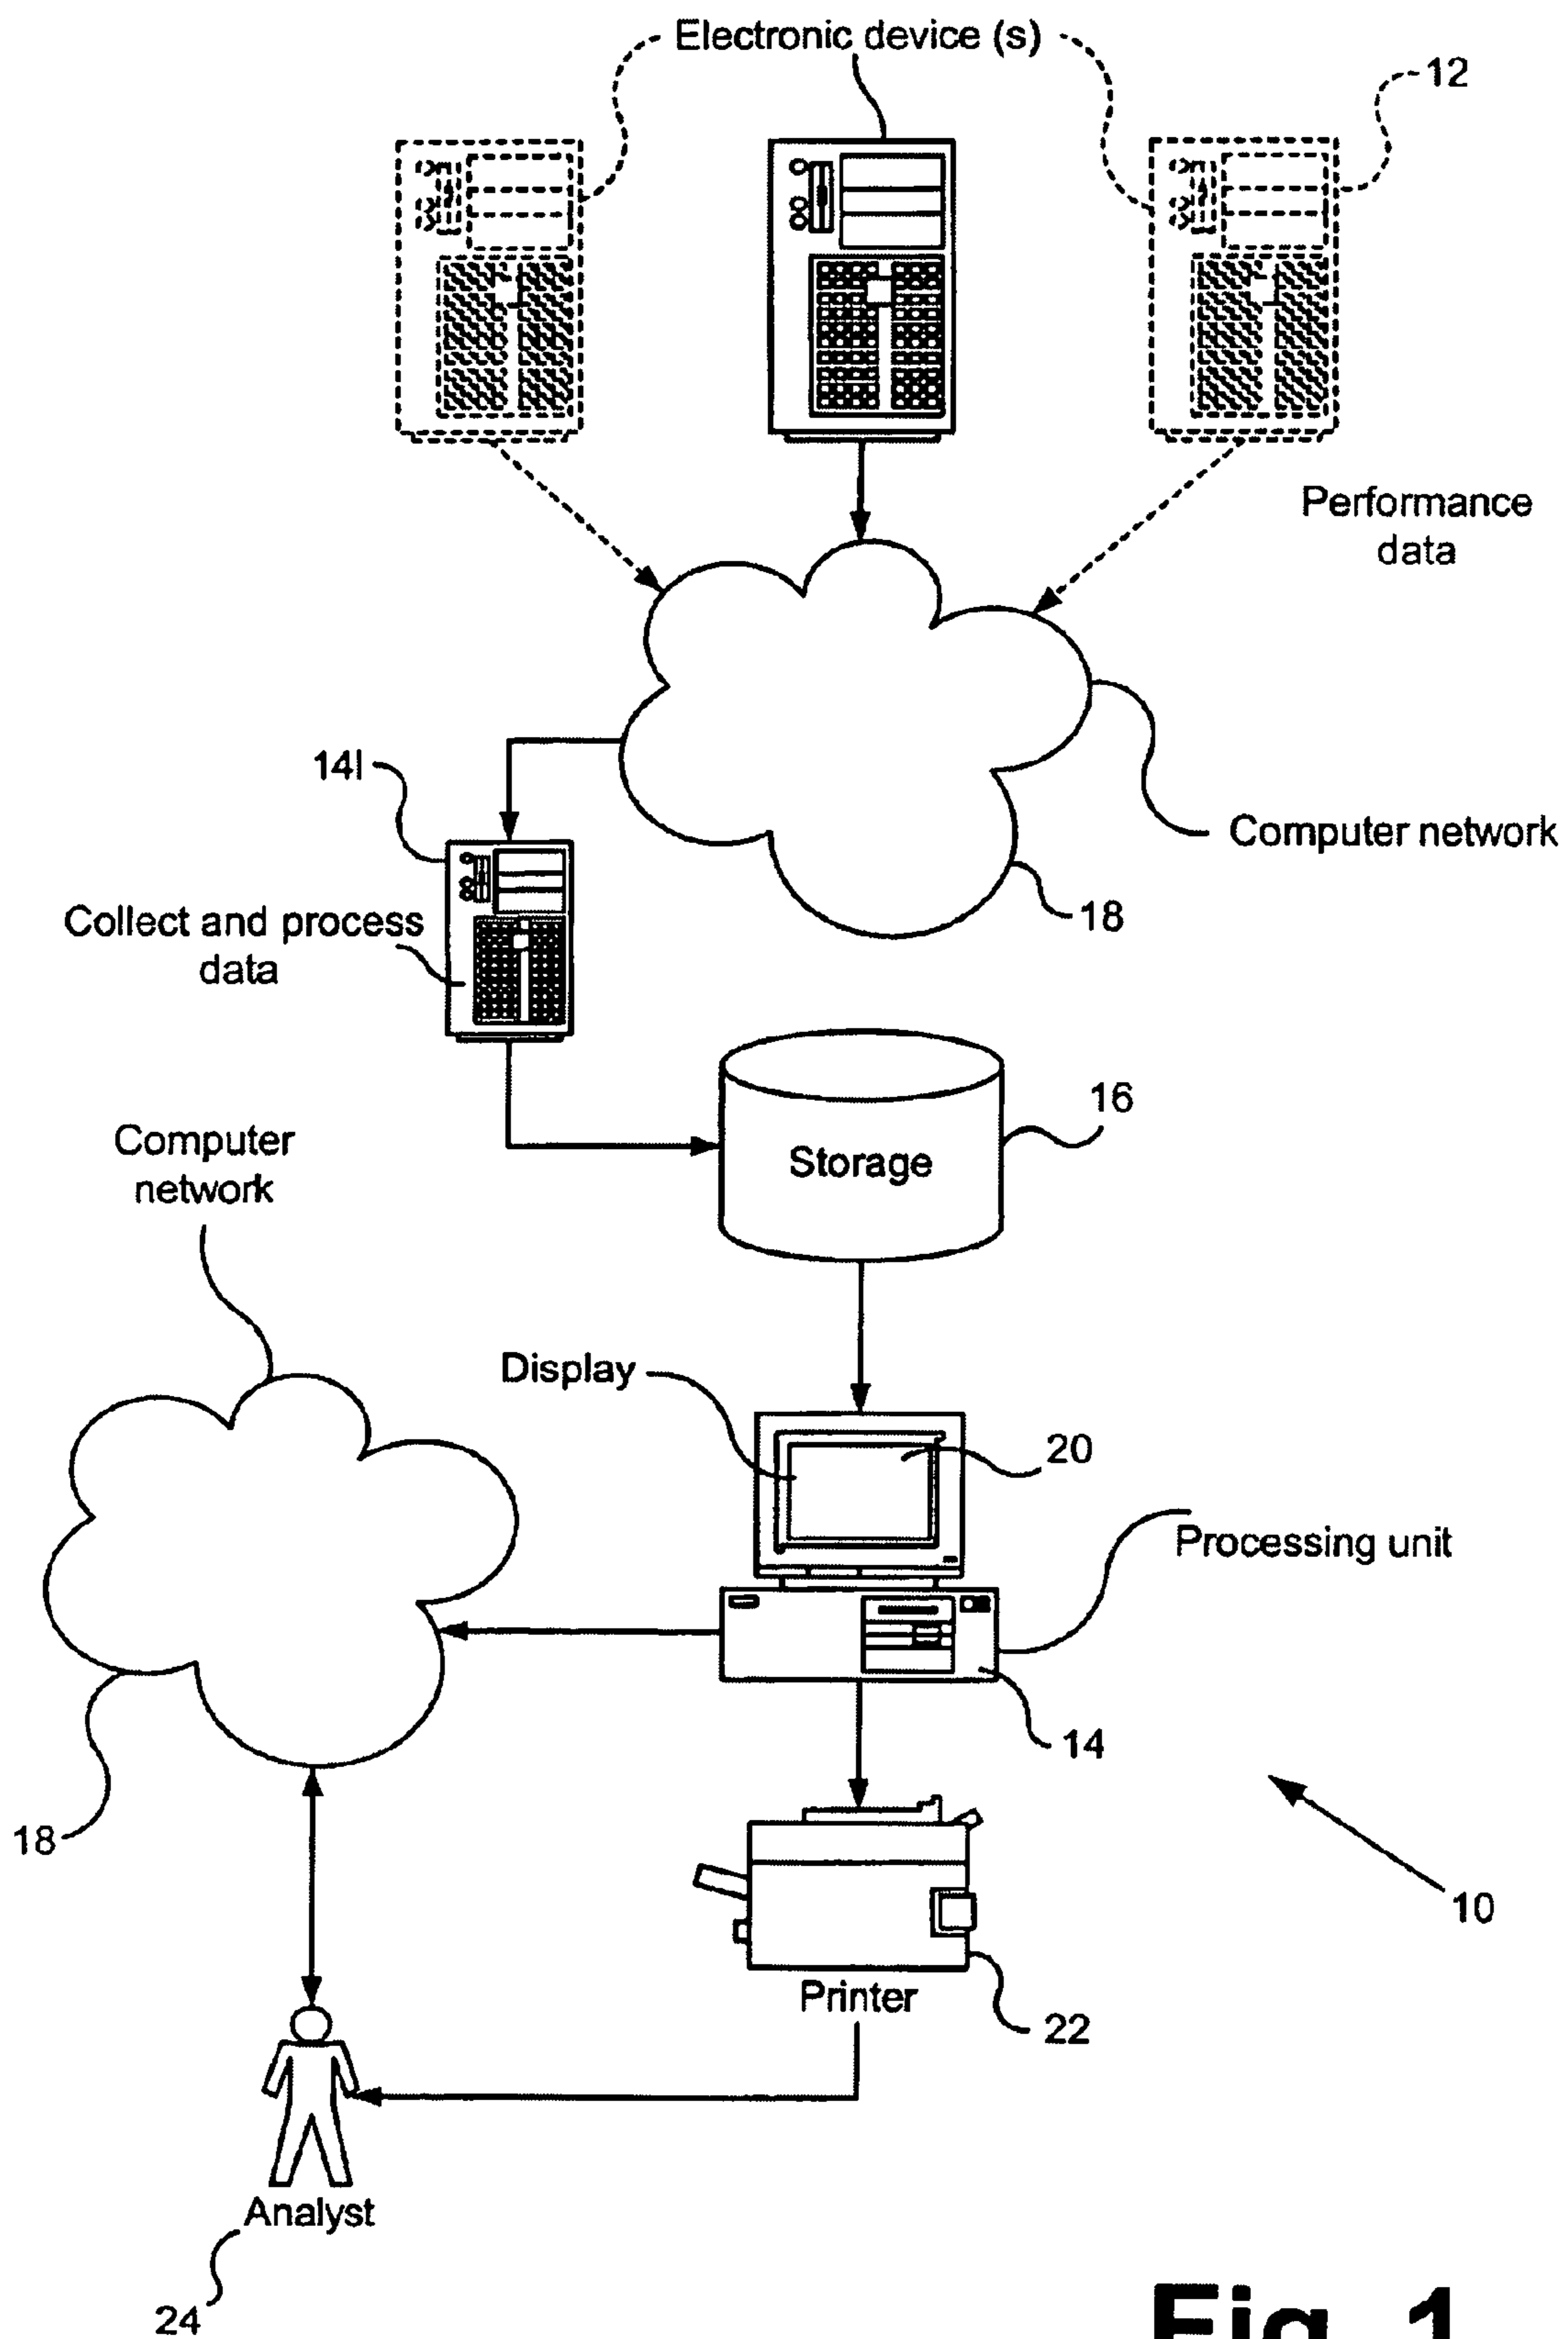 Electronic device (s)
12
Performance
data
14I
Computer network
18
Collect and process
data
16
Storage
Computer
network
Display
20
Processing unit
14
18
10
Printer
22
Analyst
24
Fig. 1